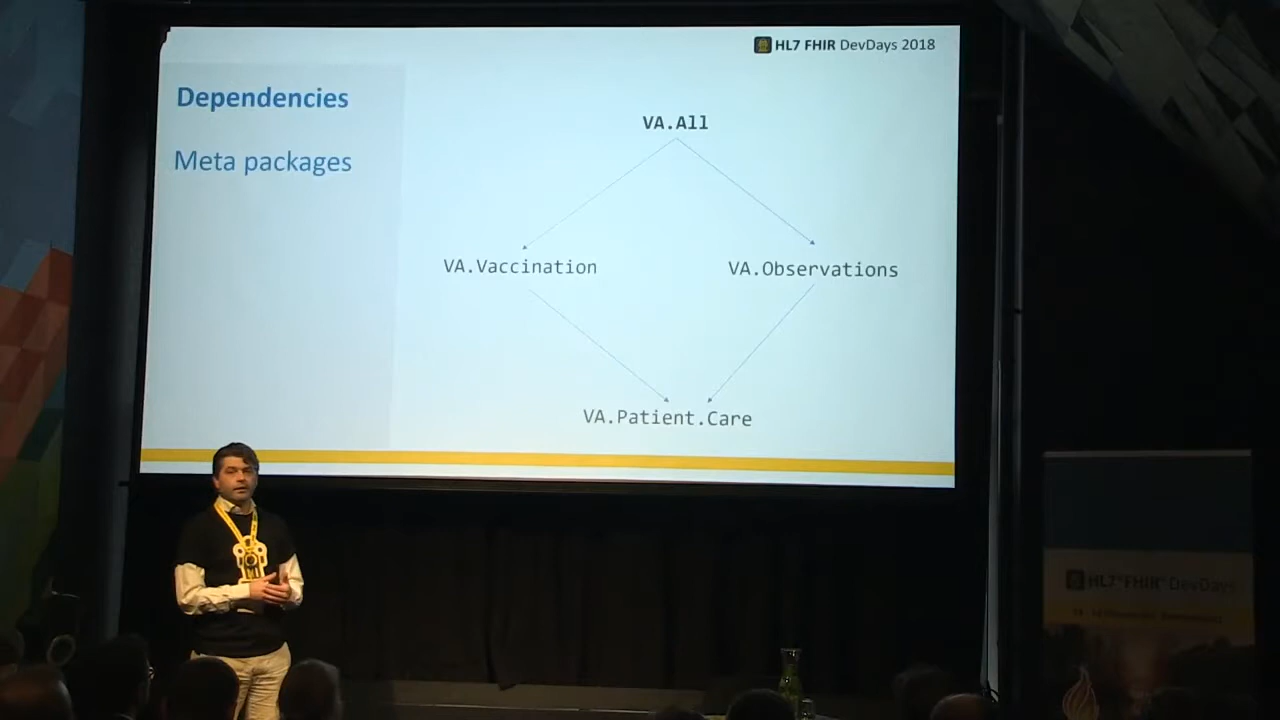 HL7 FHIR DevDays 2018
Dependencies
Meta packages
VA.All
VA.Vaccination
VA.Observations
VA.Patient.Care
HL7 FHIR DevDays